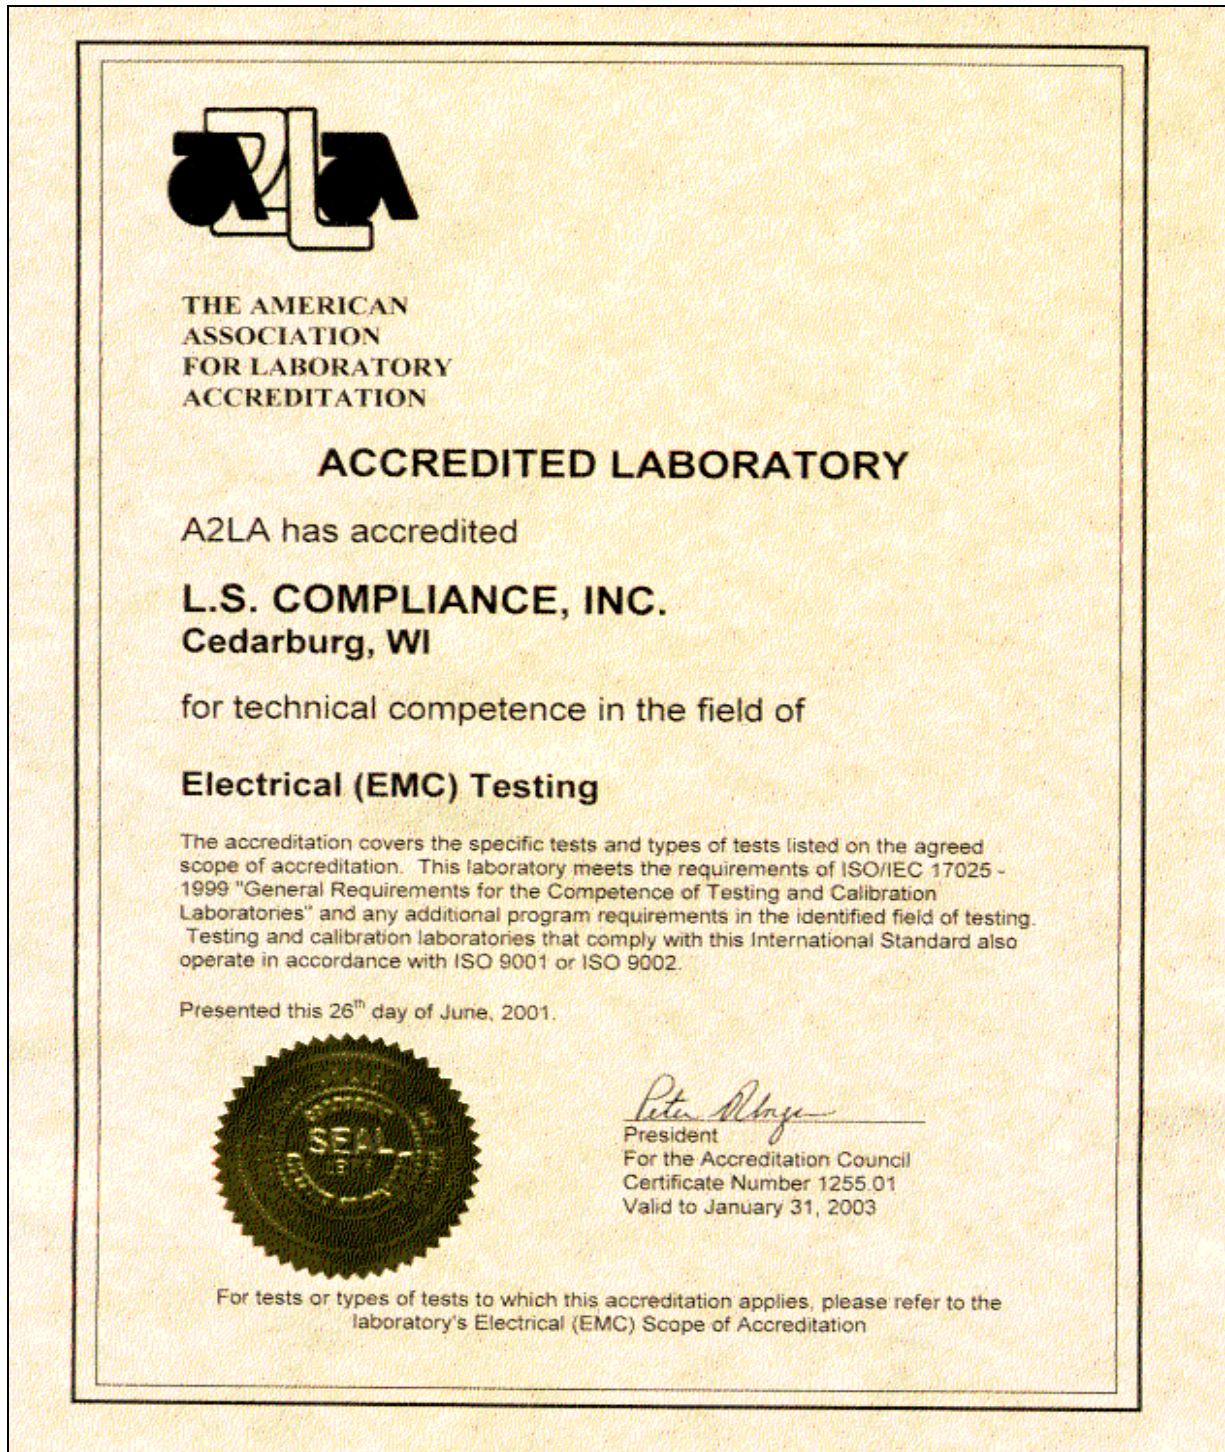 A2LA
THE AMERICAN
ASSOCIATION
FOR LABORATORY
ACCREDITATION
ACCREDITED LABORATORY
A2LA has accredited
L.S. COMPLIANCE, INC.
Cedarburg, WI
for technical competence in the field of
Electrical (EMC) Testing
The accreditation covers the specific tests and types of tests listed on the agreed
scope of accreditation. This laboratory meets the requirements of ISO/IEC 17025 -
1999 "General Requirements for the Competence of Testing and Calibration
Laboratories" and any additional program requirements in the identified field of testing.
Testing and calibration laboratories that comply with this International Standard also
operate in accordance with ISO 9001 or ISO 9002.
Presented this 26th day of June, 2001.
SEAL
Peter
President
For the Accreditation Council
Certificate Number 1255.01
Valid to January 31, 2003
For tests or types of tests to which this accreditation applies, please refer to the
laboratory's Electrical (EMC) Scope of Accreditation